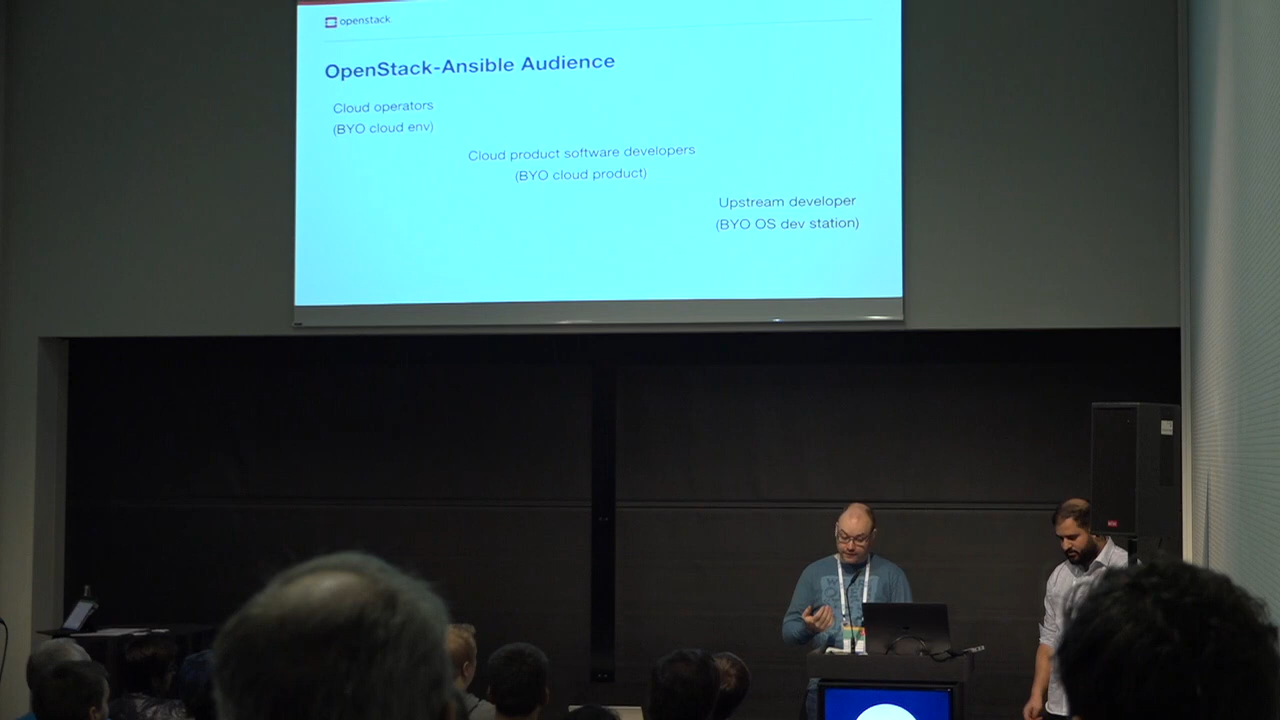 openstack
OpenStack-Ansible Audience
Cloud operators
(BYO cloud env)
Cloud product software developers
(BYO cloud product)
Upstream developer
(BYO OS dev station)